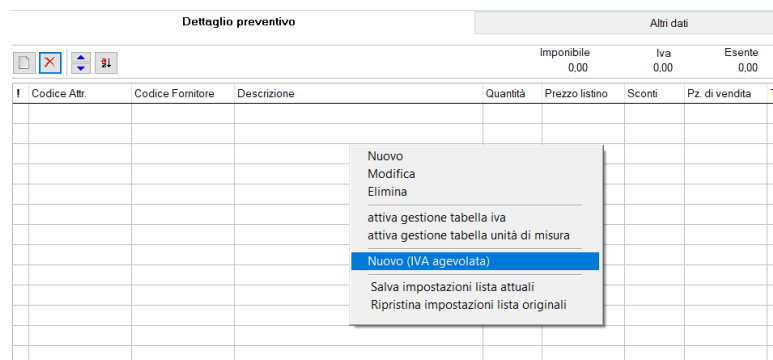 Dettaglio preventivo
Altri dati
Imponibile Iva Esente
0,00 0,00 0,00
! Codice Attr. Codice Fornitore Descrizione Quantità Prezzo listino Sconti Pz. di vendita
Nuovo
Modifica
Elimina
attiva gestione tabella iva
attiva gestione tabella unità di misura
Nuovo (IVA agevolata)
Salva impostazioni lista attuali
Ripristina impostazioni lista originali